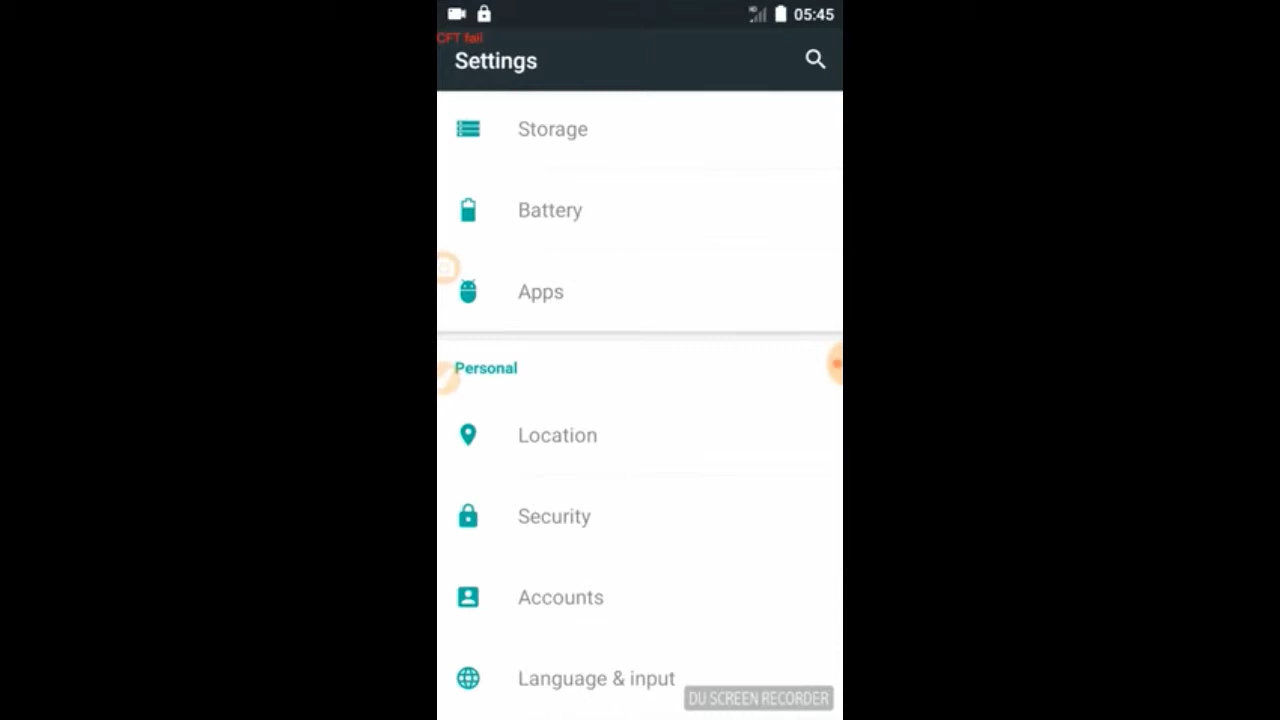 05:45
CFT fail
Settings
Storage
Battery
Apps
Personal
Location
Security
Accounts
Language & input
DU SCREEN RECORDER